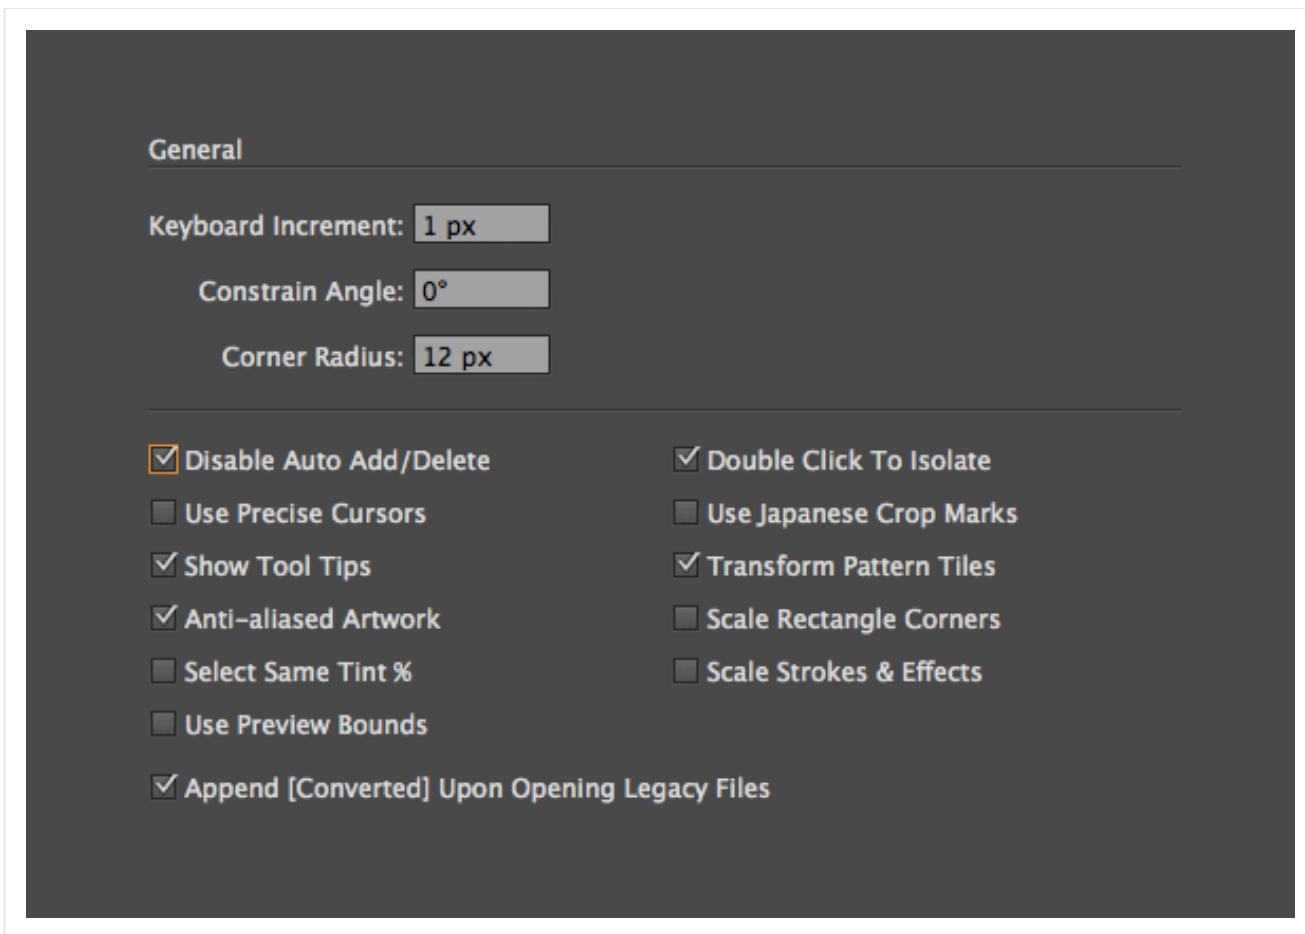 General
Keyboard Increment: 1 px
Constrain Angle: 0°
Corner Radius: 12 px
Disable Auto Add/Delete
Double Click To Isolate
Use Precise Cursors
Use Japanese Crop Marks
Show Tool Tips
Transform Pattern Tiles
Anti-aliased Artwork
Scale Rectangle Corners
Select Same Tint %
Scale Strokes & Effects
Use Preview Bounds
Append [Converted] Upon Opening Legacy Files